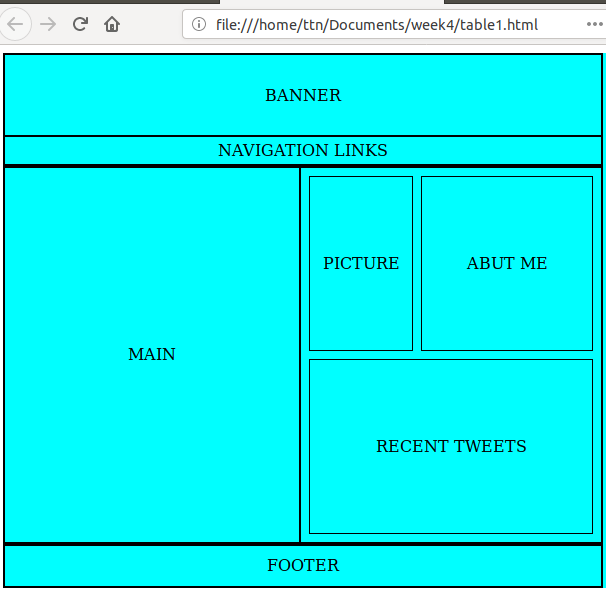 file:///home/ttn/Documents/week4/table1.html
BANNER
NAVIGATION LINKS
PICTURE
ABUT ME
MAIN
RECENT TWEETS
FOOTER